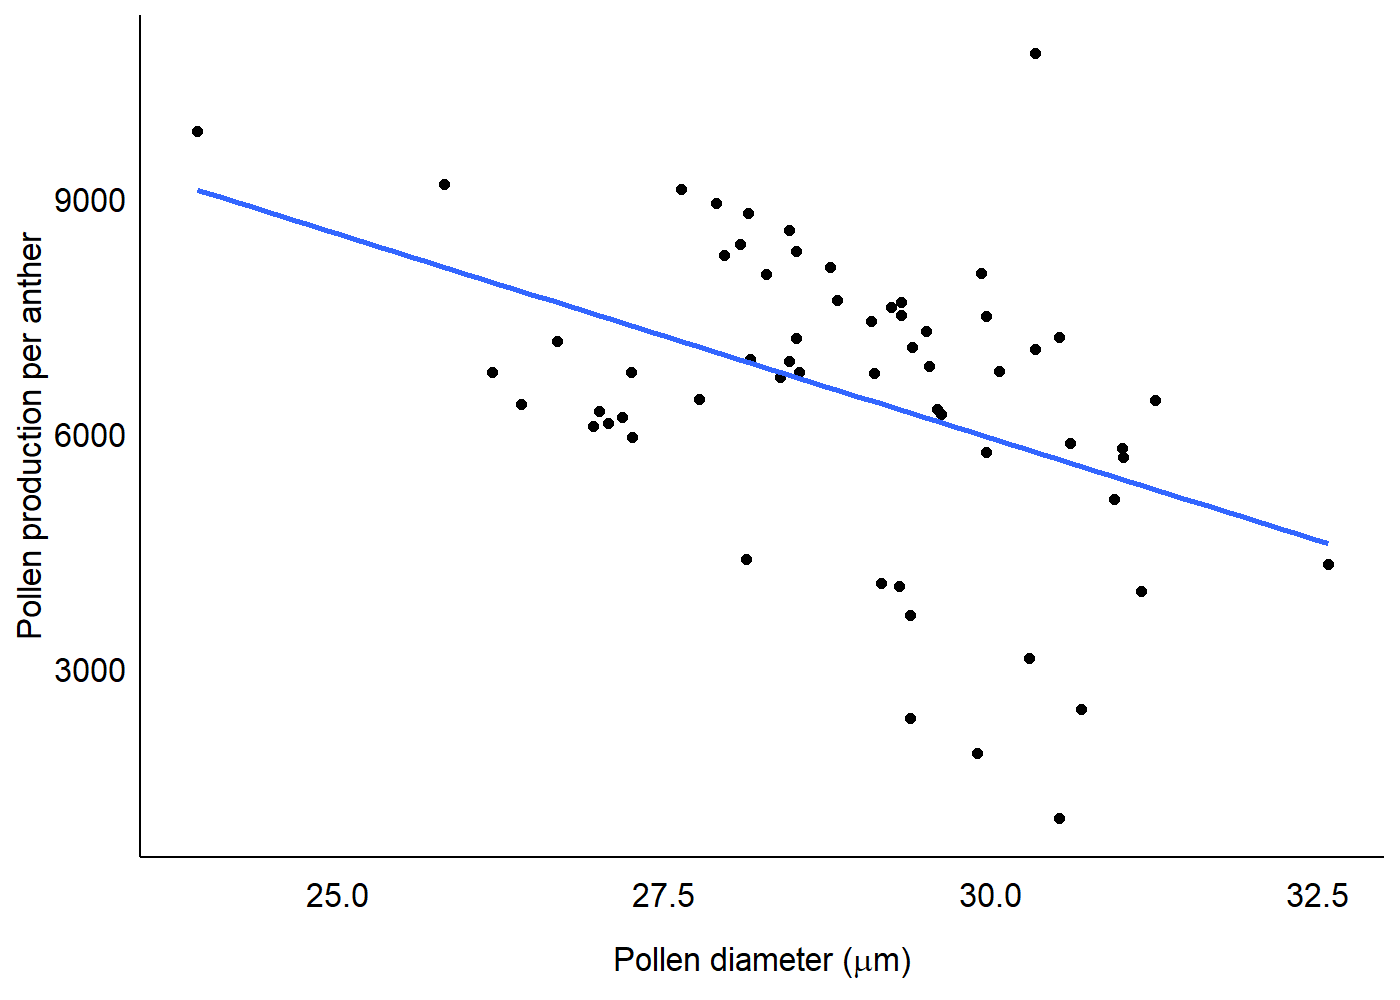 Pollen production per anther
9000
6000
3000
25.0 27.5 30.0 32.5
Pollen diameter (μm)